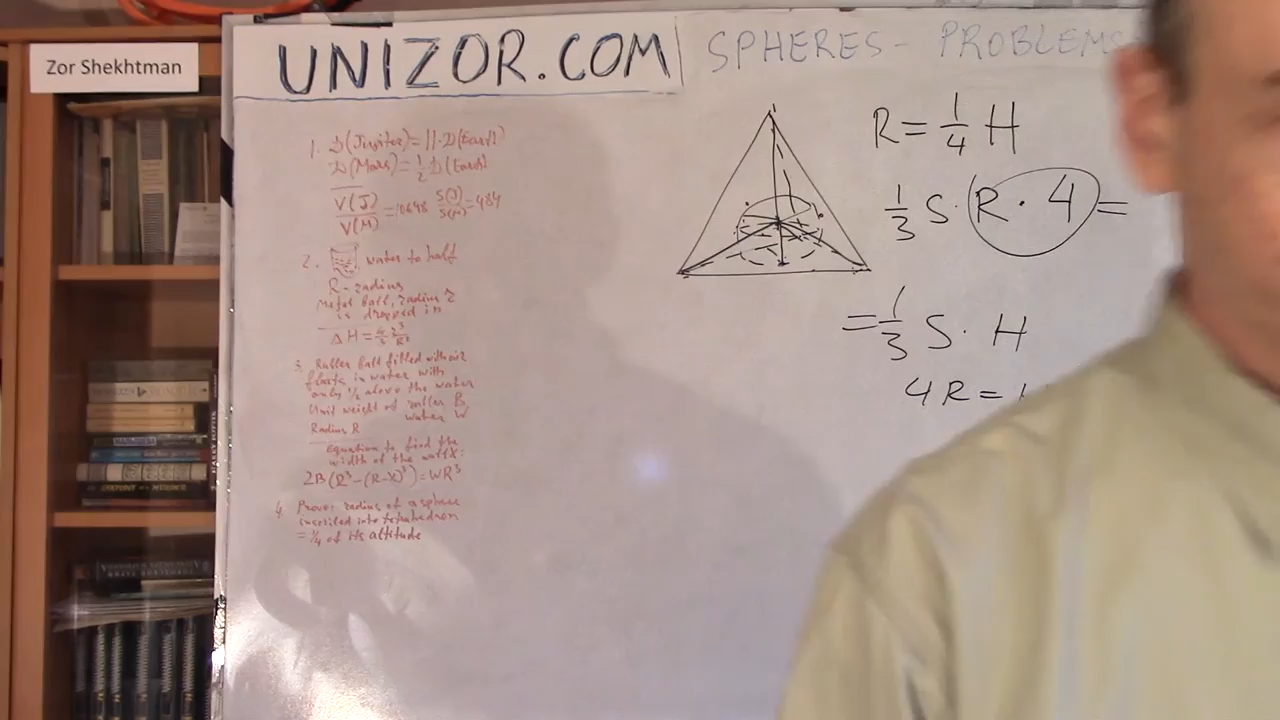 Zor Shekhtman
UNIZOR.COM
SPHERES - PROBLEMS
1. D(Jupiter) = 11·D(Earth)
D(Mars) = 1/2 D(Earth)
V(J)/V(M) = 10648 S(J)/S(M) = 484
2. water to half
R - radius
Metal ball, radius r
is dropped in
ΔH = 4/3 r³/R²
3. Rubber ball filled with air
floats in water with
only 1/2 above the water
Unit weight of rubber B
water W
Radius R
Equation to find the
width of the wall X:
2B(R³-(R-X)³) = WR³
4. Prove: radius of a sphere
inscribed into tetrahedron
= 1/4 of its altitude
R = 1/4 H
1/3 S·(R·4) =
= 1/3 S·H
4R =